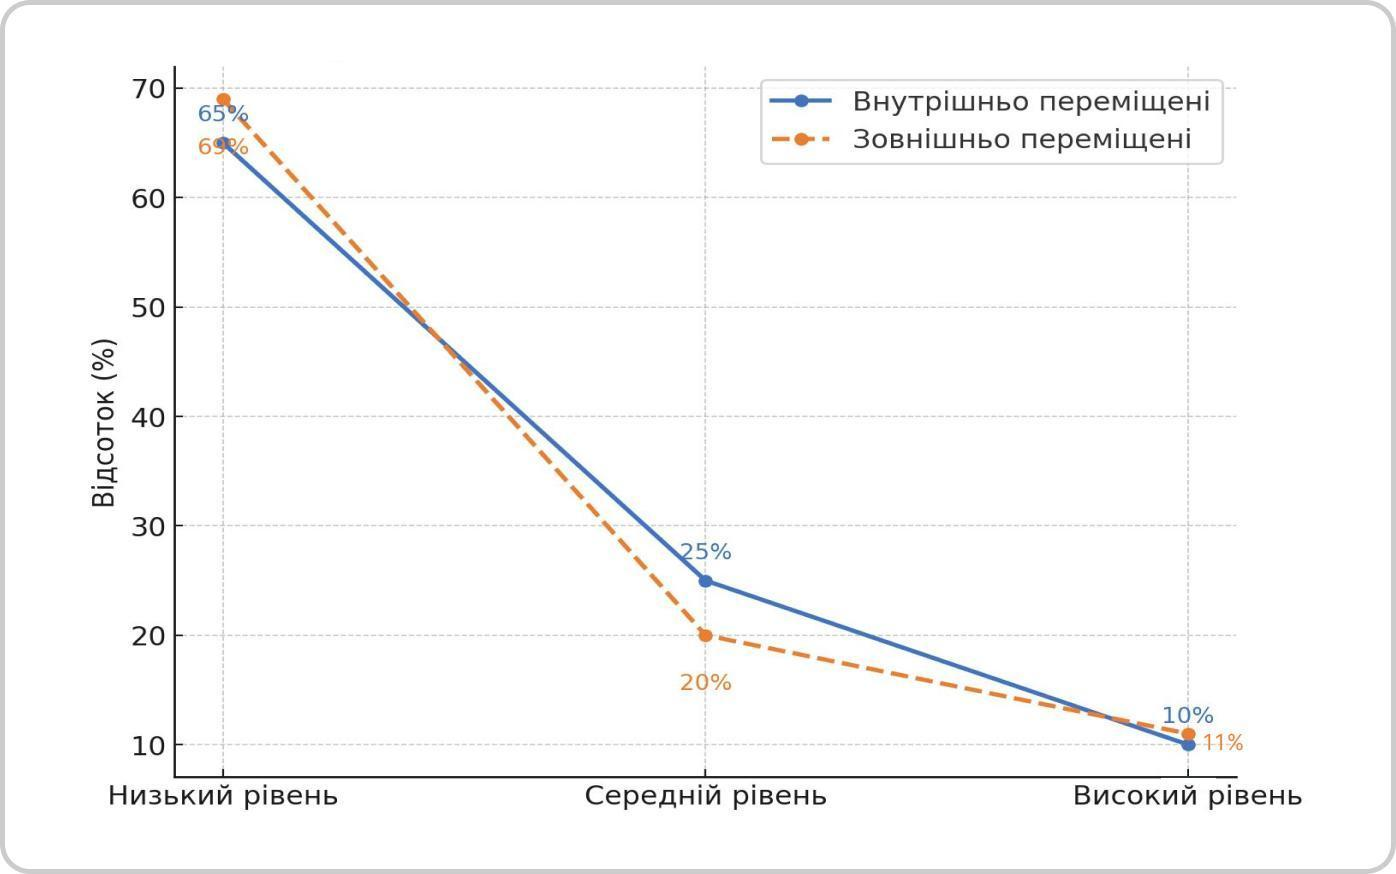 Внутрішньо переміщені
Зовнішньо переміщені
Відсоток (%)
70
60
50
40
30
20
10
65%
69%
25%
20%
10%
11%
Низький рівень
Середній рівень
Високий рівень